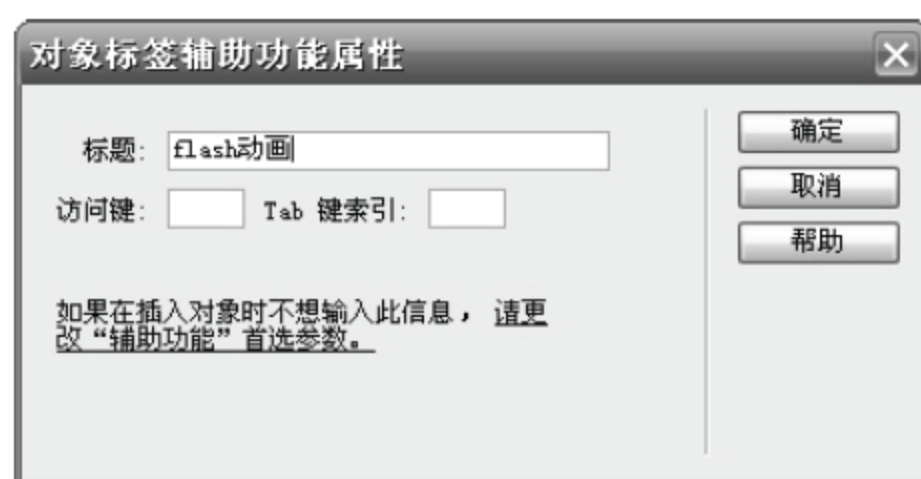 对象标签辅助功能属性
标题: flash动画
确定
访问键: Tab 键索引:
取消
帮助
如果在插入对象时不想输入此信息，请更
改“辅助功能”首选参数。